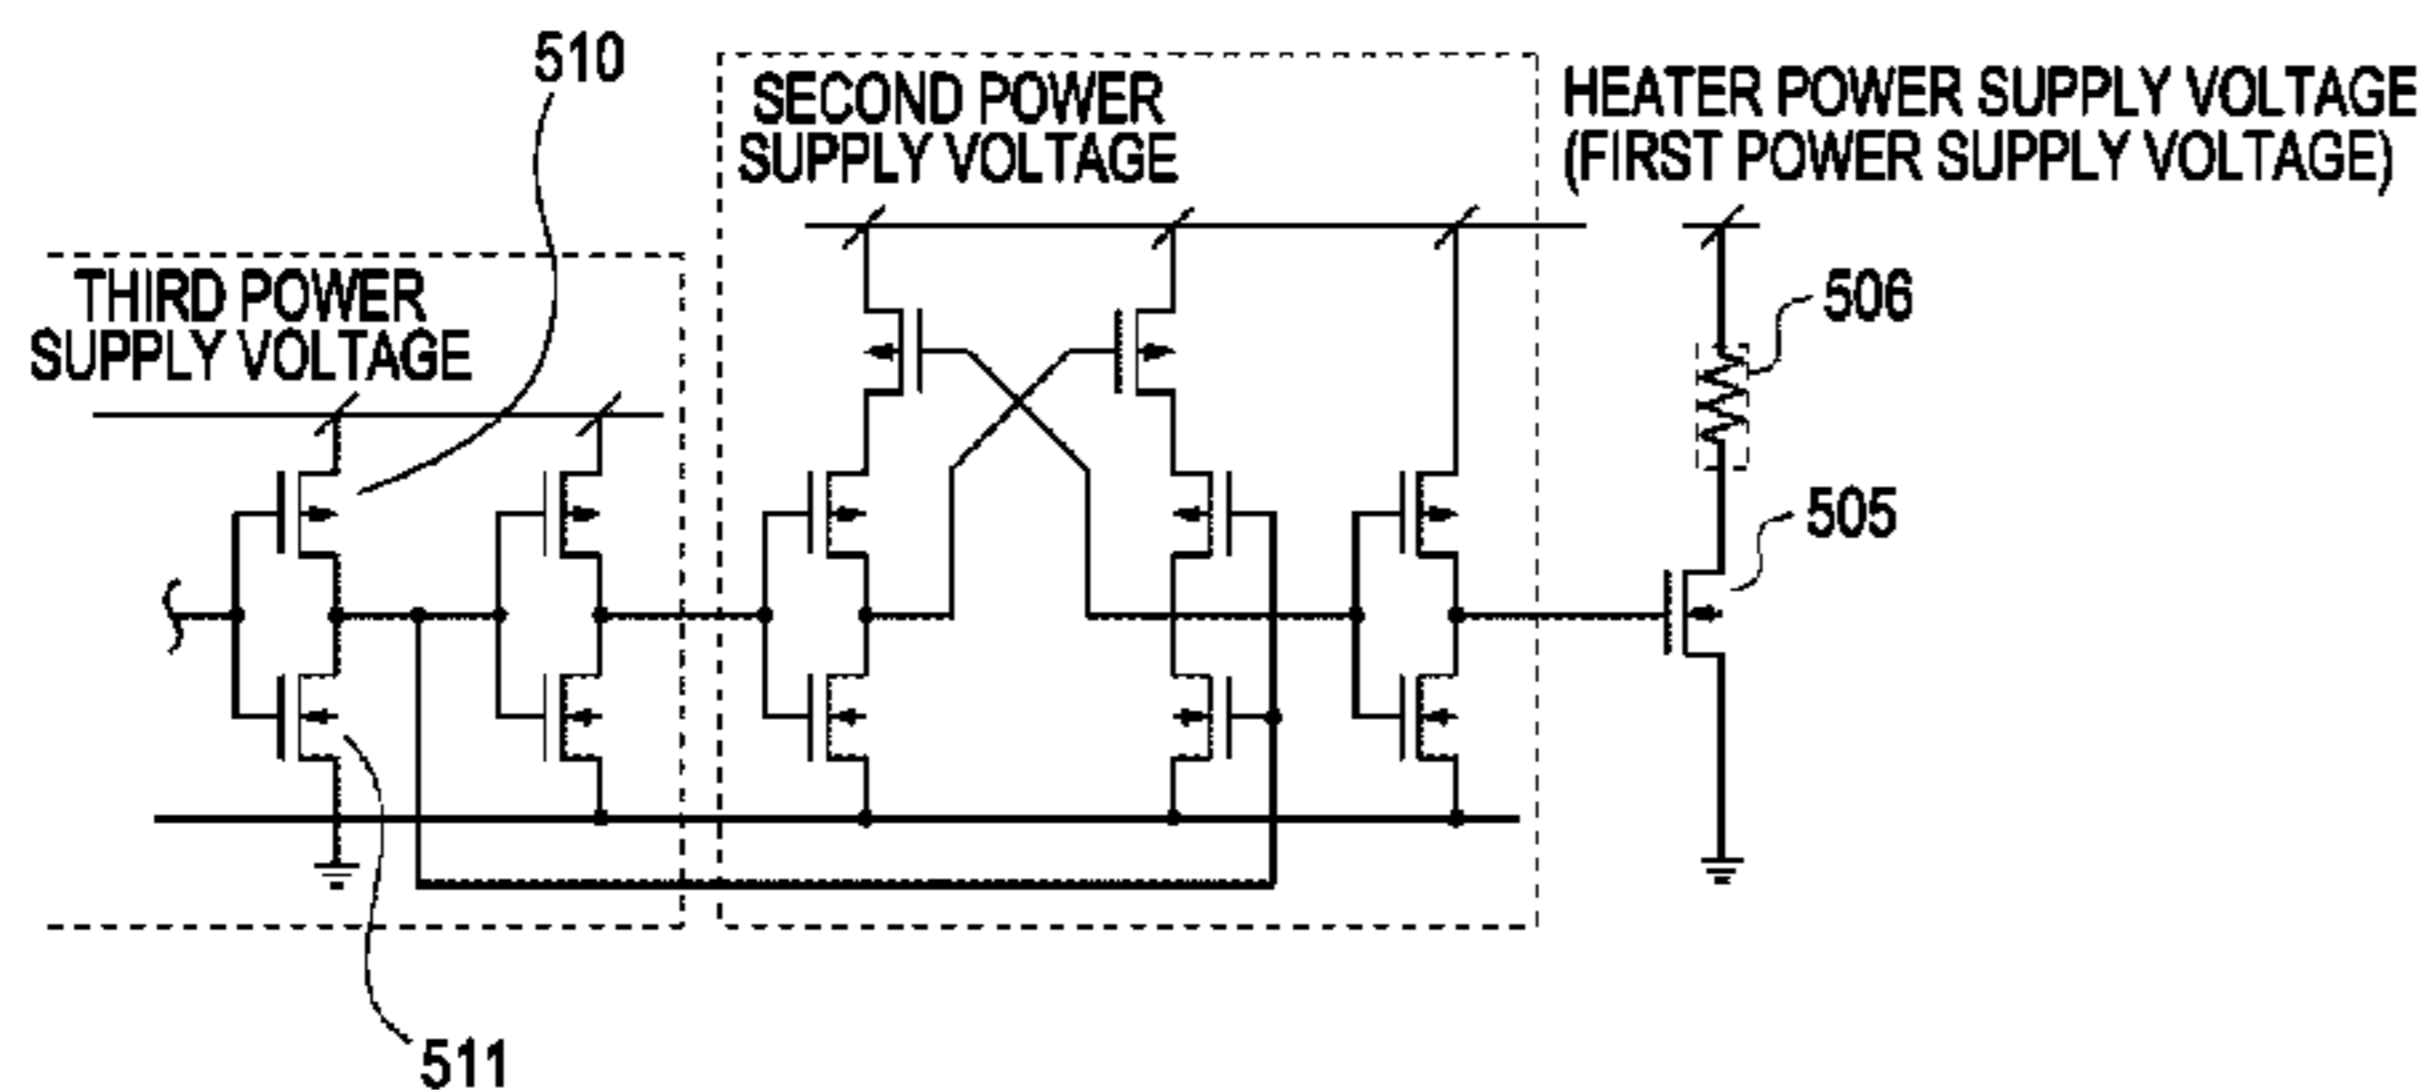 510
SECOND POWER
SUPPLY VOLTAGE
HEATER POWER SUPPLY VOLTAGE
(FIRST POWER SUPPLY VOLTAGE)
THIRD POWER
SUPPLY VOLTAGE
506
505
511